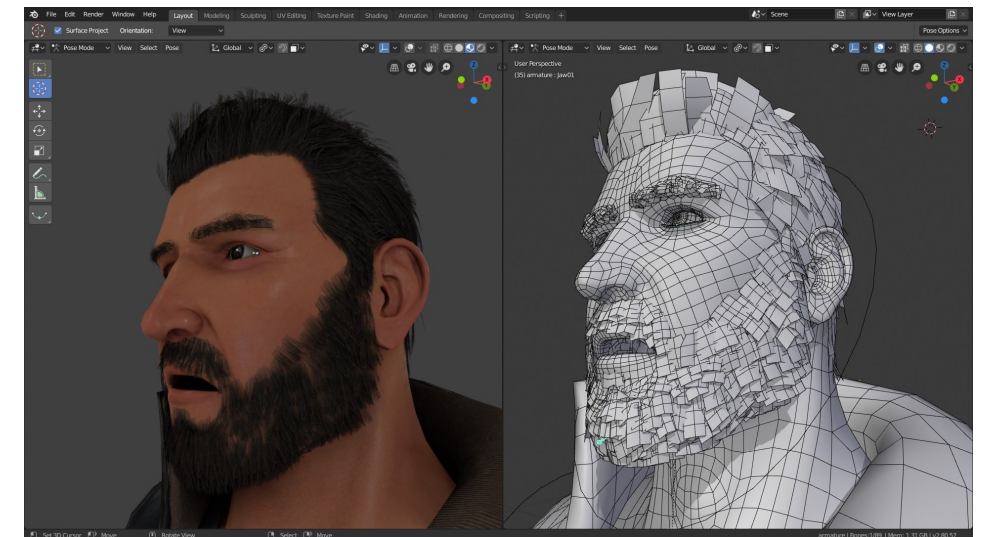 File Edit Render Window Help Layout Modeling Sculpting UV Editing Texture Paint Shading Animation Rendering Compositing Scripting + Scene View Layer
Surface Project Orientation: View Pose Options
Pose Mode View Select Pose Global Pose Mode View Select Pose Global
User Perspective
(35) armature : Jaw01
Z X Y Z X Y
Set 3D Cursor Move Rotate View Select Move armature | Bones:1/89 | Mem: 1.31 GB | v2.80.57